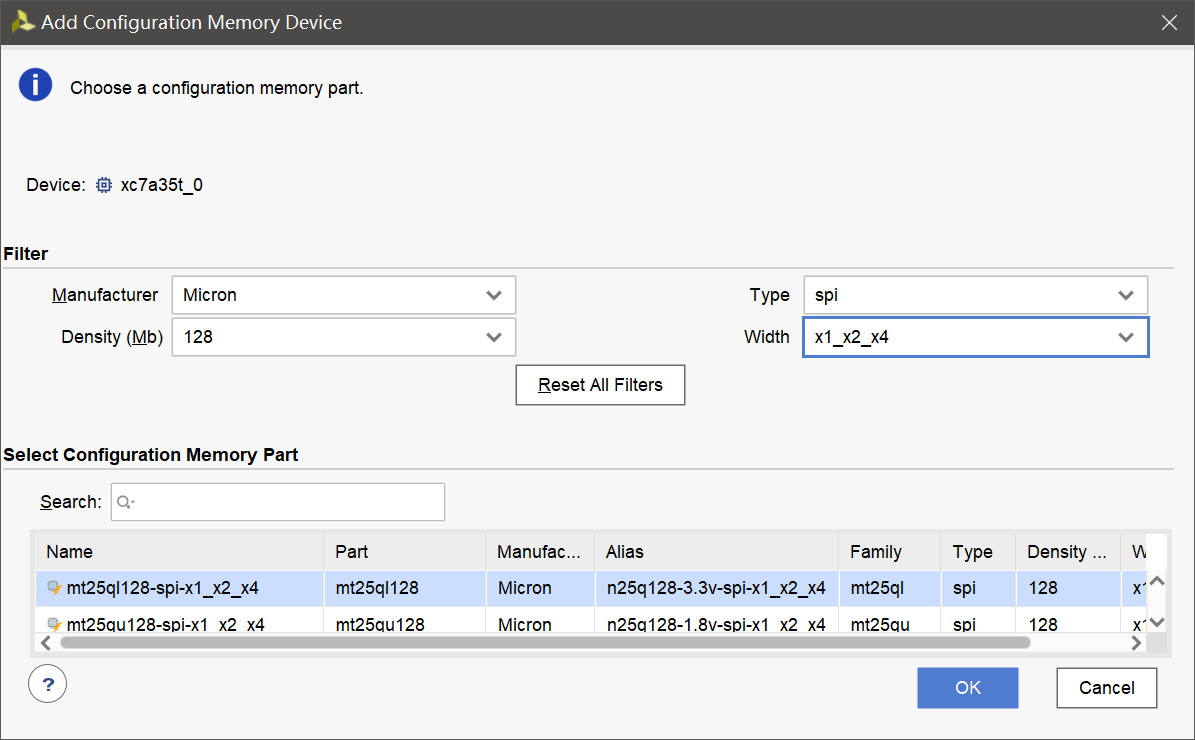 Add Configuration Memory Device
Choose a configuration memory part.
Device: xc7a35t_0
Filter
Manufacturer Micron Type spi
Density (Mb) 128 Width x1_x2_x4
Reset All Filters
Select Configuration Memory Part
Search:
Name Part Manufac... Alias Family Type Density ... W
mt25ql128-spi-x1_x2_x4 mt25ql128 Micron n25q128-3.3v-spi-x1_x2_x4 mt25ql spi 128 x1
mt25qu128-spi-x1_x2_x4 mt25qu128 Micron n25q128-1.8v-spi-x1_x2_x4 mt25qu spi 128 x1
? OK Cancel